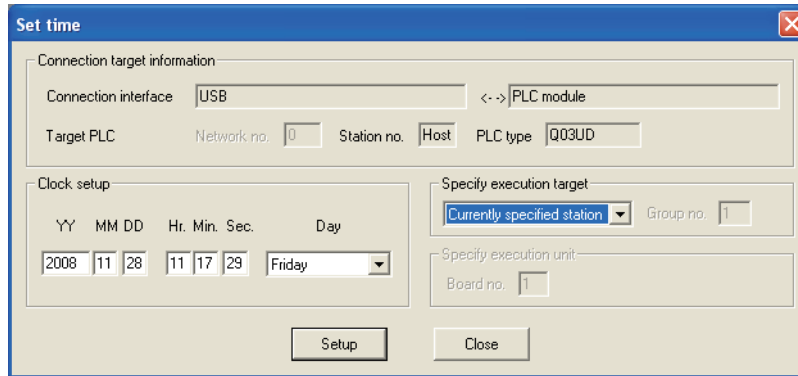 Set time
Connection target information
Connection interface USB <--> PLC module
Target PLC Network no. 0 Station no. Host PLC type Q03UD
Clock setup
YY MM DD Hr. Min. Sec. Day
2008 11 28 11 17 29 Friday
Specify execution target
Currently specified station Group no. 1
Specify execution unit
Board no. 1
Setup Close